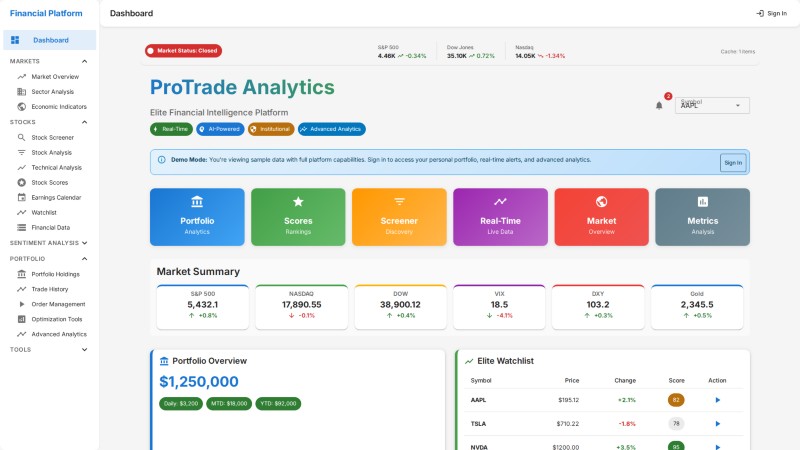 Financial Platform
Dashboard
Sign In
Dashboard
MARKETS
Market Overview
Sector Analysis
Economic Indicators
STOCKS
Stock Screener
Stock Analysis
Technical Analysis
Stock Scores
Earnings Calendar
Watchlist
Financial Data
SENTIMENT ANALYSIS
PORTFOLIO
Portfolio Holdings
Trade History
Order Management
Optimization Tools
Advanced Analytics
TOOLS
Market Status: Closed
S&P 500
4.46K -0.34%
Dow Jones
35.10K 0.72%
Nasdaq
14.05K -1.34%
Cache: 1 items
ProTrade Analytics
Elite Financial Intelligence Platform
2
Symbol
AAPL
Real-Time
AI-Powered
Institutional
Advanced Analytics
Demo Mode: You're viewing sample data with full platform capabilities. Sign in to access your personal portfolio, real-time alerts, and advanced analytics.
Sign In
Portfolio
Analytics
Scores
Rankings
Screener
Discovery
Real-Time
Live Data
Market
Overview
Metrics
Analysis
Market Summary
S&P 500
5,432.1
+0.8%
NASDAQ
17,890.55
-0.1%
DOW
38,900.12
+0.4%
VIX
18.5
-4.1%
DXY
103.2
+0.3%
Gold
2,345.5
+0.5%
Portfolio Overview
$1,250,000
Daily: $3,200
MTD: $18,000
YTD: $92,000
Elite Watchlist
Symbol Price Change Score Action
AAPL $195.12 +2.1% 82
TSLA $710.22 -1.8% 78
NVDA $1200.00 +3.5% 95